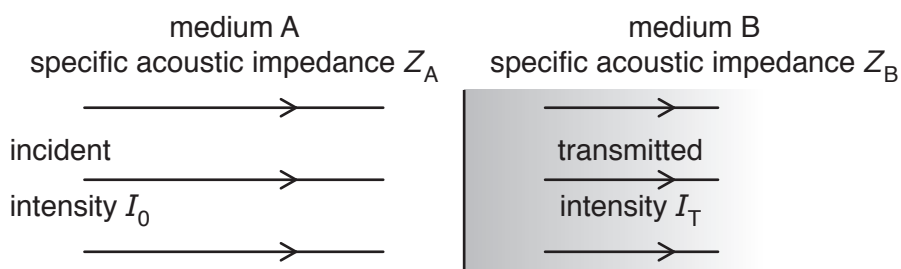 medium A
specific acoustic impedance Z_A
medium B
specific acoustic impedance Z_B
incident
intensity I_0
transmitted
intensity I_T